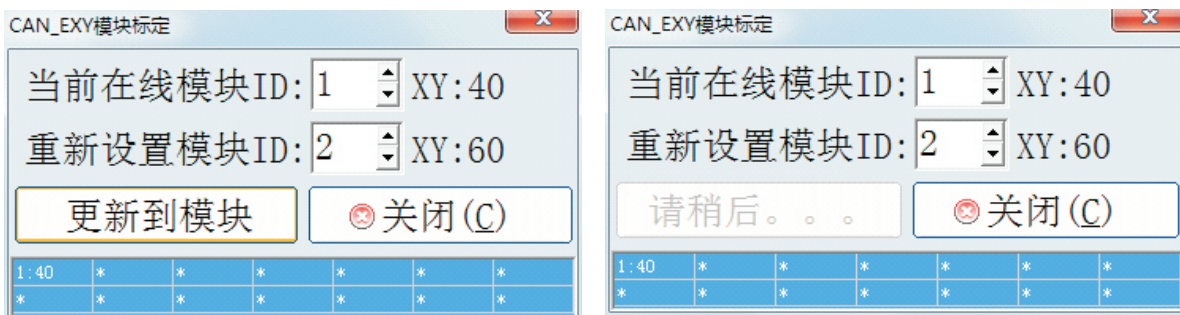 CAN_EXY模块标定
当前在线模块ID: 1 XY:40
重新设置模块ID: 2 XY:60
更新到模块 关闭(C)
1:40 * * * * * *
* * * * * * *
CAN_EXY模块标定
当前在线模块ID: 1 XY:40
重新设置模块ID: 2 XY:60
请稍后。。。 关闭(C)
1:40 * * * * * *
* * * * * * *